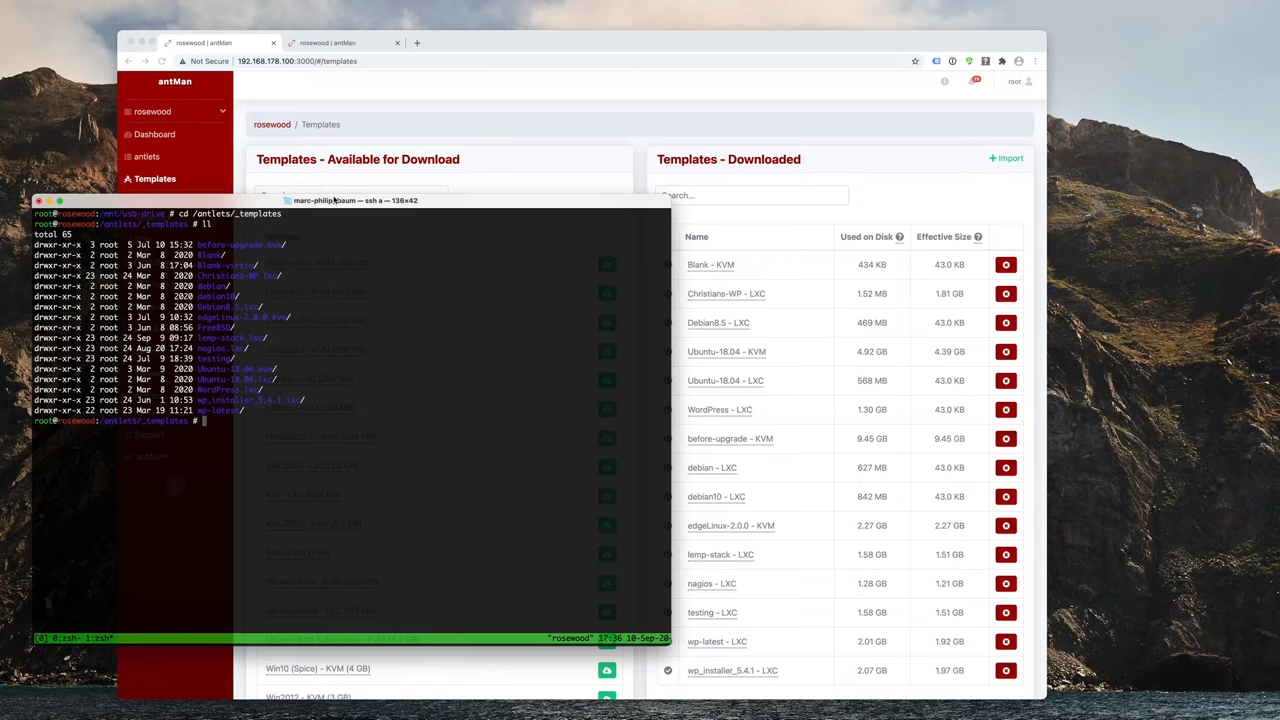 rosewood | antMan
rosewood | antMan
Not Secure | 192.168.178.100:3000/#/templates
antMan
rosewood
Dashboard
antlets
Templates
Support
root
rosewood / Templates
Templates - Available for Download
Templates - Downloaded
Import
Search...
marc-philipbaum — ssh a — 136×42
root@rosewood:/mnt/usb-drive # cd /antlets/_templates
root@rosewood:/antlets/_templates # ll
total 65
drwxr-xr-x 3 root 5 Jul 10 15:32 before-upgrade.kvm/
drwxr-xr-x 2 root 2 Mar 8 2020 Blank/
drwxr-xr-x 3 root 3 Jun 8 17:04 Blank-virtio/
drwxr-xr-x 23 root 24 Mar 8 2020 Christians-WP.lxc/
drwxr-xr-x 2 root 2 Mar 8 2020 debian/
drwxr-xr-x 2 root 2 Mar 8 2020 debian10/
drwxr-xr-x 2 root 2 Mar 8 2020 Debian8.5.lxc/
drwxr-xr-x 3 root 5 Jul 9 10:32 edgeLinux-2.0.0.kvm/
drwxr-xr-x 3 root 3 Jun 8 08:56 FreeBSD/
drwxr-xr-x 23 root 24 Sep 9 09:17 lemp-stack.lxc/
drwxr-xr-x 23 root 24 Aug 20 17:24 nagios.lxc/
drwxr-xr-x 23 root 24 Jul 9 18:39 testing/
drwxr-xr-x 2 root 3 Mar 9 2020 Ubuntu-18.04.kvm/
drwxr-xr-x 2 root 2 Mar 8 2020 Ubuntu-18.04.lxc/
drwxr-xr-x 2 root 2 Mar 8 2020 WordPress.lxc/
drwxr-xr-x 23 root 24 Jun 1 10:53 wp_installer_5.4.1.lxc/
drwxr-xr-x 22 root 23 Mar 19 11:21 wp-latest/
root@rosewood:/antlets/_templates #
[0] 0:zsh- 1:zsh* "rosewood" 17:36 10-Sep-20
Win10 (Spice) - KVM (4 GB)
Win2012 - KVM (3 GB)
Name Used on Disk Effective Size
Blank - KVM 434 KB 43.0 KB
Christians-WP - LXC 1.52 MB 1.81 GB
Debian8.5 - LXC 469 MB 43.0 KB
Ubuntu-18.04 - KVM 4.92 GB 4.39 GB
Ubuntu-18.04 - LXC 568 MB 43.0 KB
WordPress - LXC 1.30 GB 43.0 KB
before-upgrade - KVM 9.45 GB 9.45 GB
debian - LXC 627 MB 43.0 KB
debian10 - LXC 842 MB 43.0 KB
edgeLinux-2.0.0 - KVM 2.27 GB 2.27 GB
lemp-stack - LXC 1.58 GB 1.51 GB
nagios - LXC 1.28 GB 1.21 GB
testing - LXC 1.58 GB 1.51 GB
wp-latest - LXC 2.01 GB 1.92 GB
wp_installer_5.4.1 - LXC 2.07 GB 1.97 GB